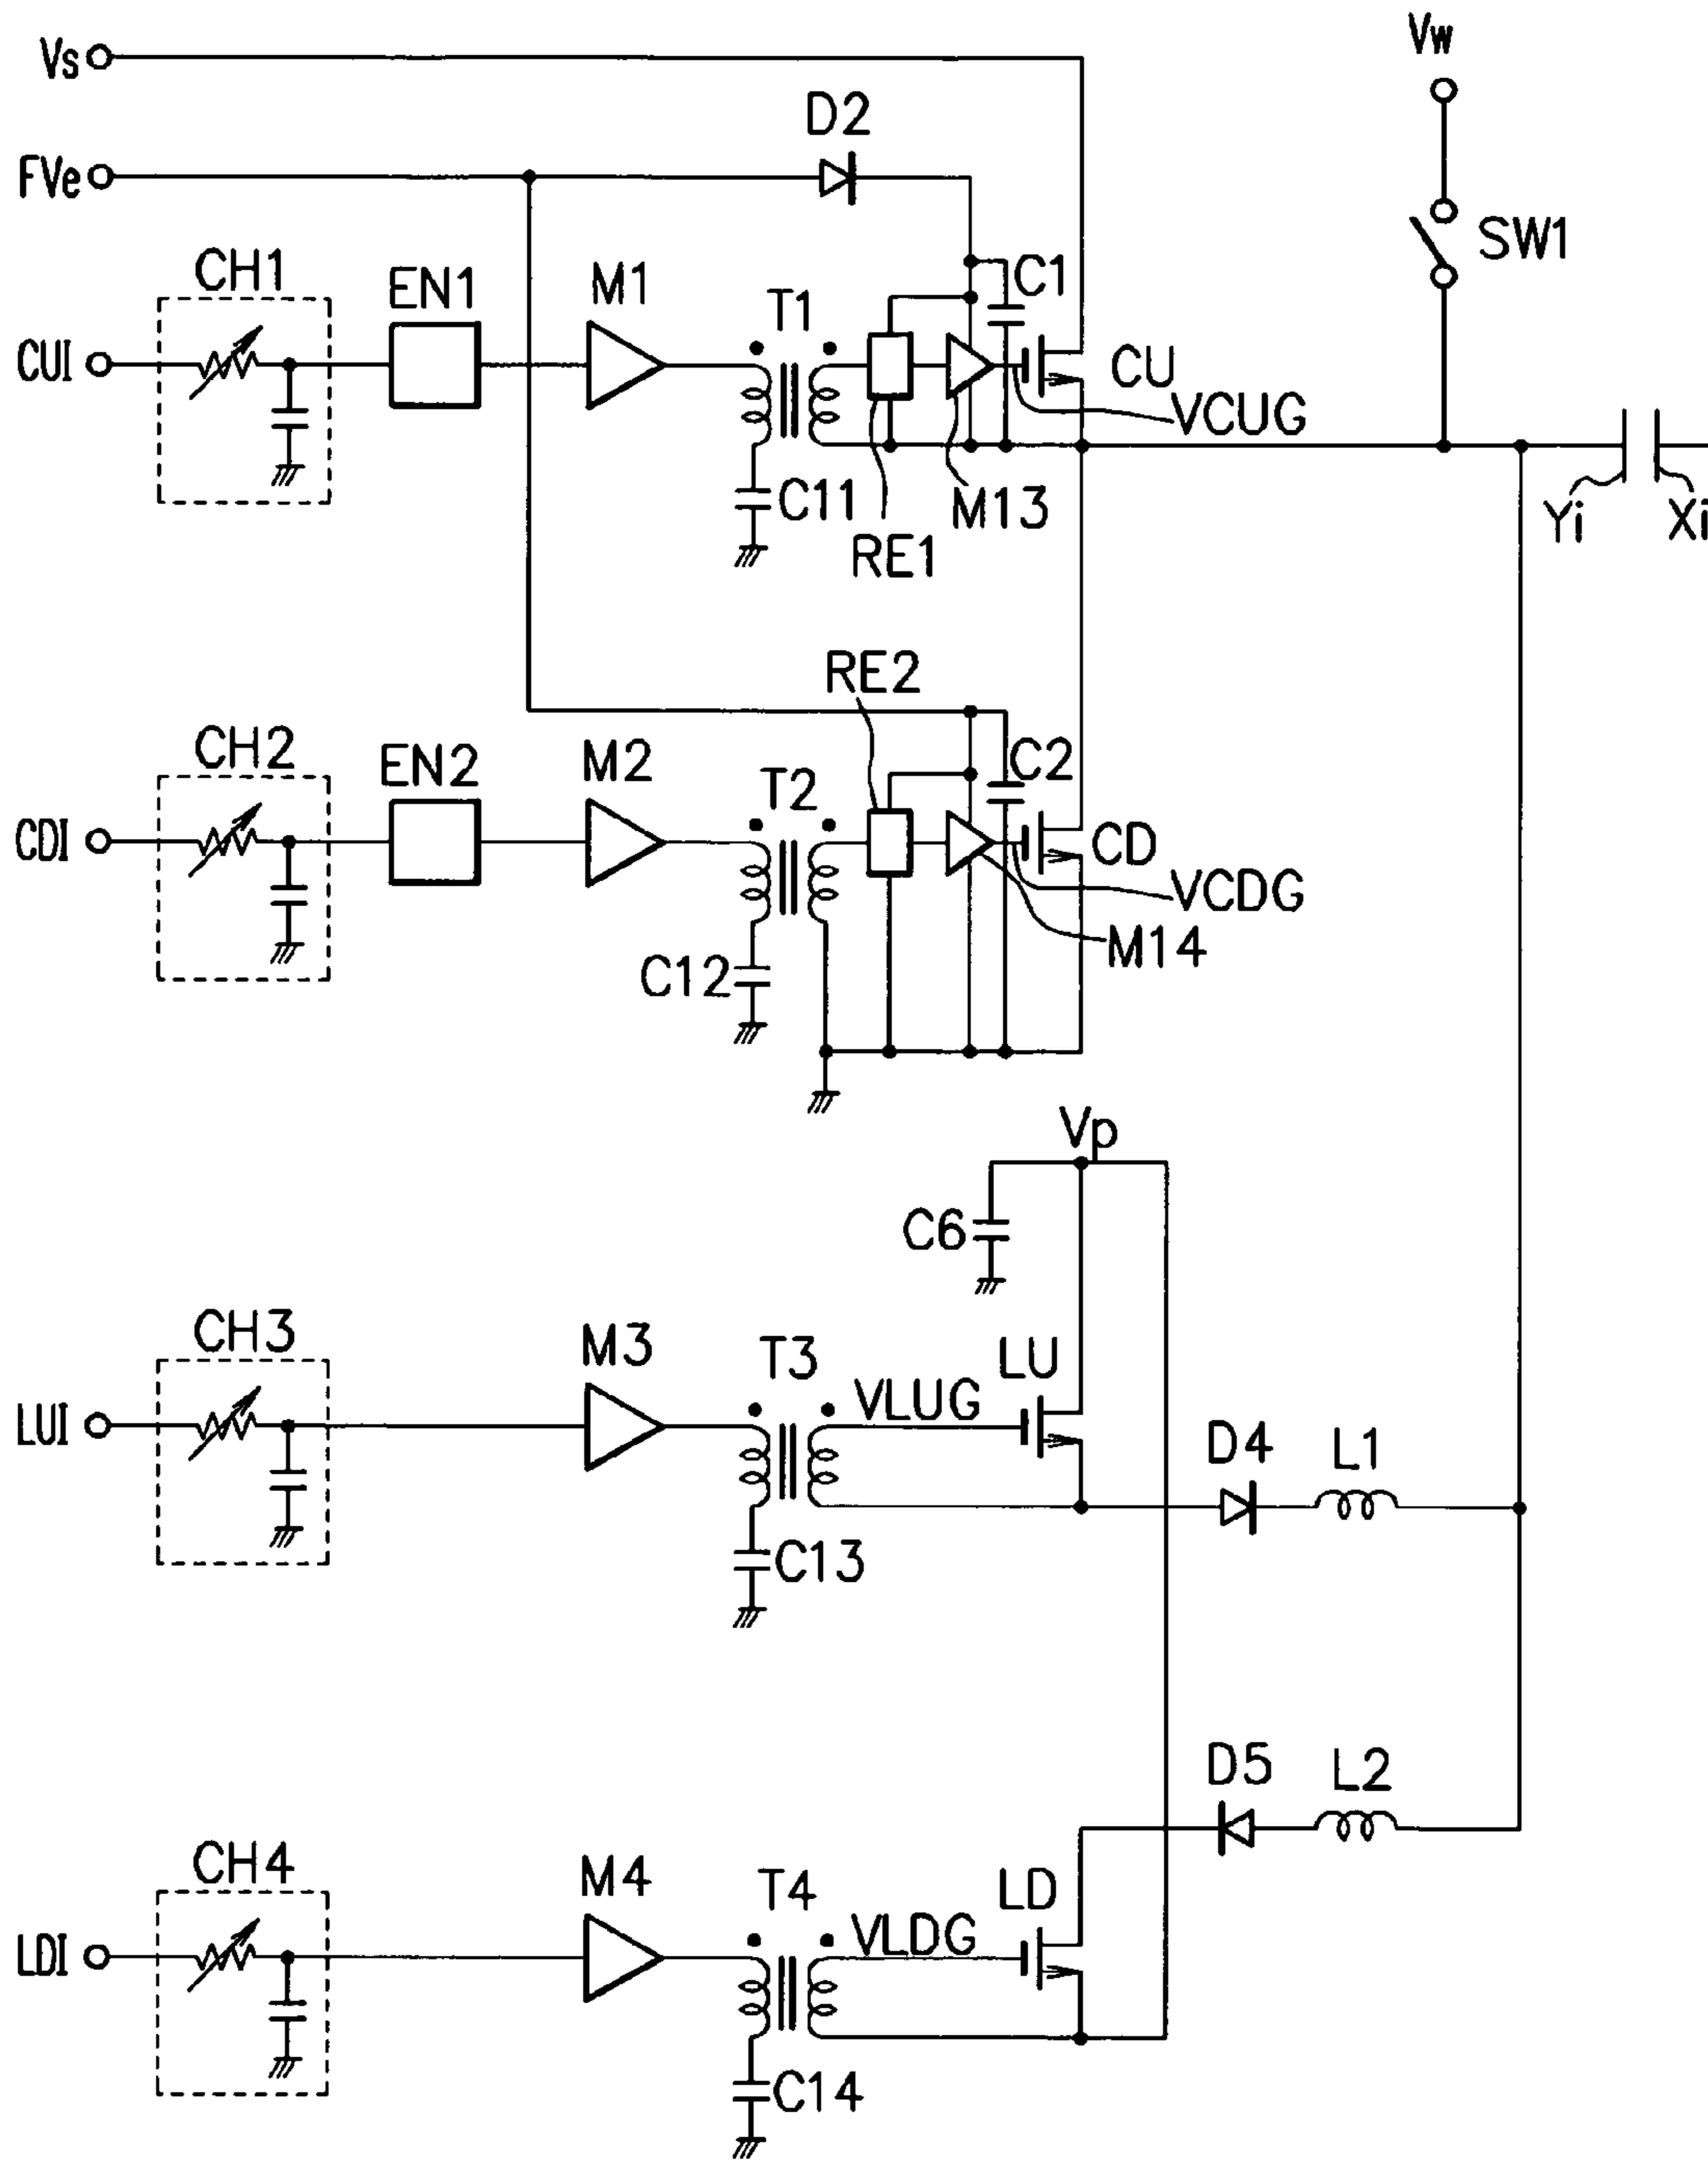 Vs
Vw
FVe
D2
SW1
CUI
CH1
EN1
M1
T1
C1
CU
VCUG
C11
RE1
M13
Yi
Xi
CDI
CH2
EN2
M2
T2
RE2
C2
CD
VCDG
M14
C12
Vp
C6
LUI
CH3
M3
T3
VLUG
LU
D4
L1
C13
D5
L2
LDI
CH4
M4
T4
VLDG
LD
C14